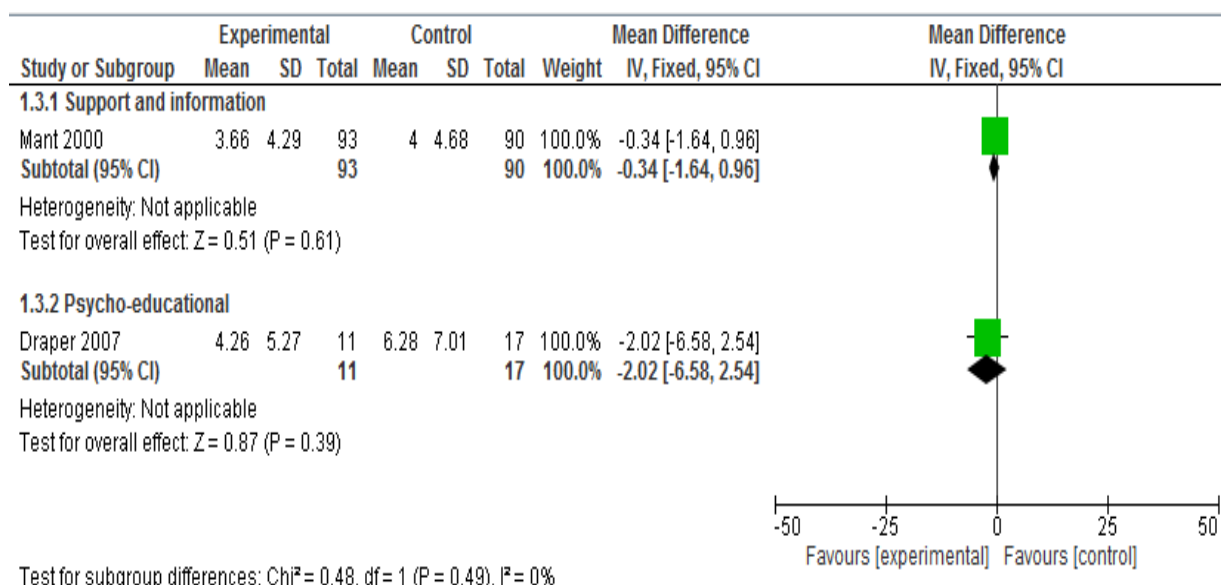 Experimental Control Mean Difference Mean Difference
Study or Subgroup Mean SD Total Mean SD Total Weight IV, Fixed, 95% CI IV, Fixed, 95% CI
1.3.1 Support and information
Mant 2000 3.66 4.29 93 4 4.68 90 100.0% -0.34 [-1.64, 0.96]
Subtotal (95% CI) 93 90 100.0% -0.34 [-1.64, 0.96]
Heterogeneity: Not applicable
Test for overall effect: Z = 0.51 (P = 0.61)
1.3.2 Psycho-educational
Draper 2007 4.26 5.27 11 6.28 7.01 17 100.0% -2.02 [-6.58, 2.54]
Subtotal (95% CI) 11 17 100.0% -2.02 [-6.58, 2.54]
Heterogeneity: Not applicable
Test for overall effect: Z = 0.87 (P = 0.39)
-50 -25 0 25 50
Favours [experimental] Favours [control]
Test for subgroup differences: Chi² = 0.48, df = 1 (P = 0.49), I² = 0%